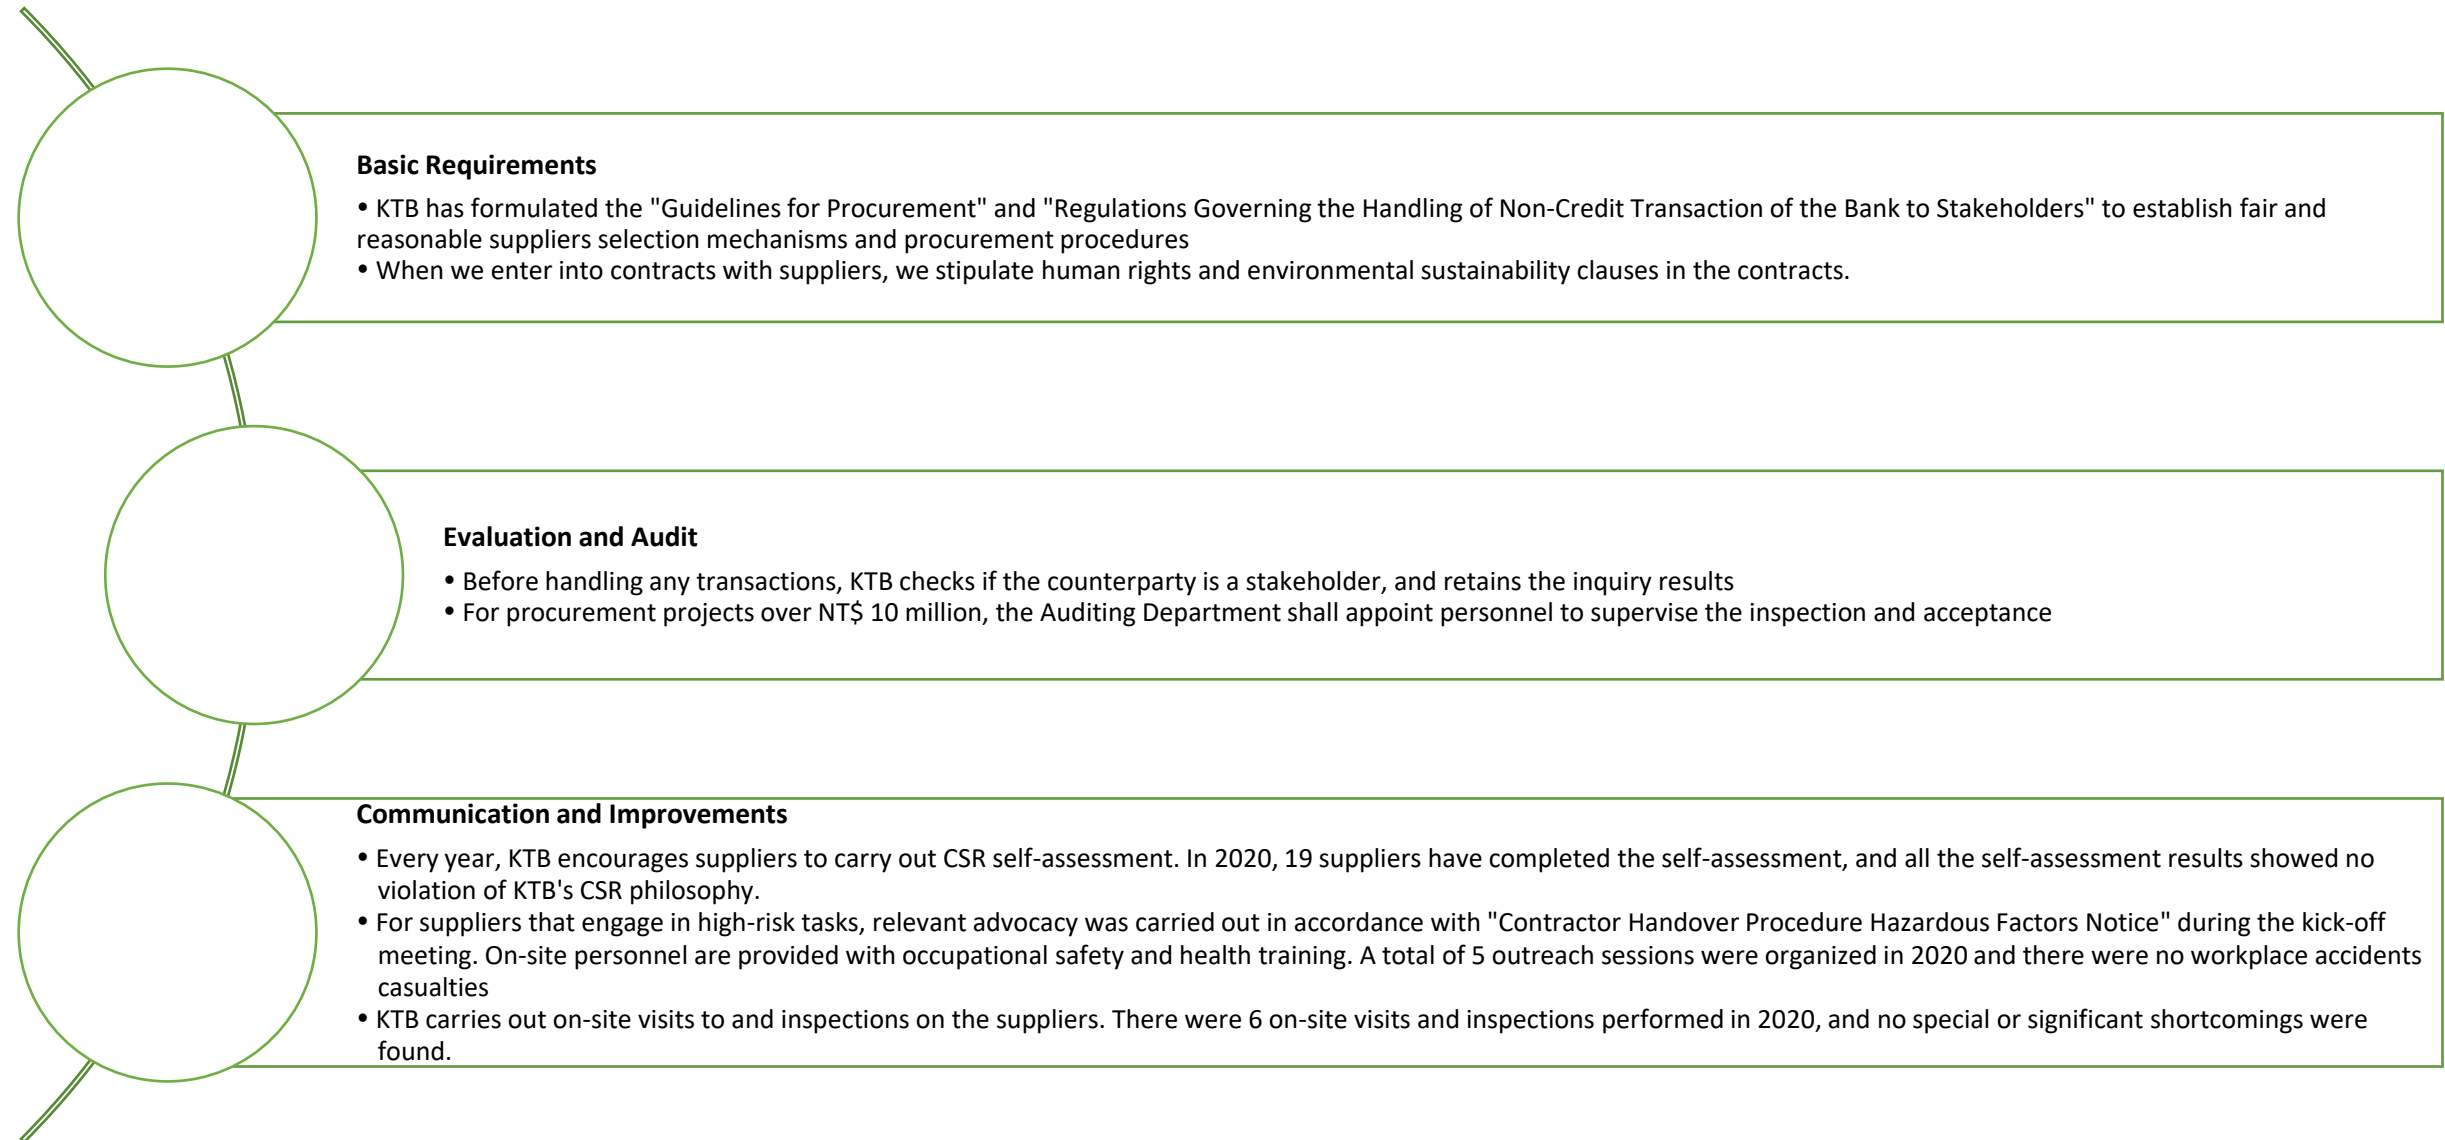 Basic Requirements
• KTB has formulated the "Guidelines for Procurement" and "Regulations Governing the Handling of Non-Credit Transaction of the Bank to Stakeholders" to establish fair and
reasonable suppliers selection mechanisms and procurement procedures
• When we enter into contracts with suppliers, we stipulate human rights and environmental sustainability clauses in the contracts.
Evaluation and Audit
• Before handling any transactions, KTB checks if the counterparty is a stakeholder, and retains the inquiry results
• For procurement projects over NT$ 10 million, the Auditing Department shall appoint personnel to supervise the inspection and acceptance
Communication and Improvements
• Every year, KTB encourages suppliers to carry out CSR self-assessment. In 2020, 19 suppliers have completed the self-assessment, and all the self-assessment results showed no
violation of KTB's CSR philosophy.
• For suppliers that engage in high-risk tasks, relevant advocacy was carried out in accordance with "Contractor Handover Procedure Hazardous Factors Notice" during the kick-off
meeting. On-site personnel are provided with occupational safety and health training. A total of 5 outreach sessions were organized in 2020 and there were no workplace accidents
casualties
• KTB carries out on-site visits to and inspections on the suppliers. There were 6 on-site visits and inspections performed in 2020, and no special or significant shortcomings were
found.